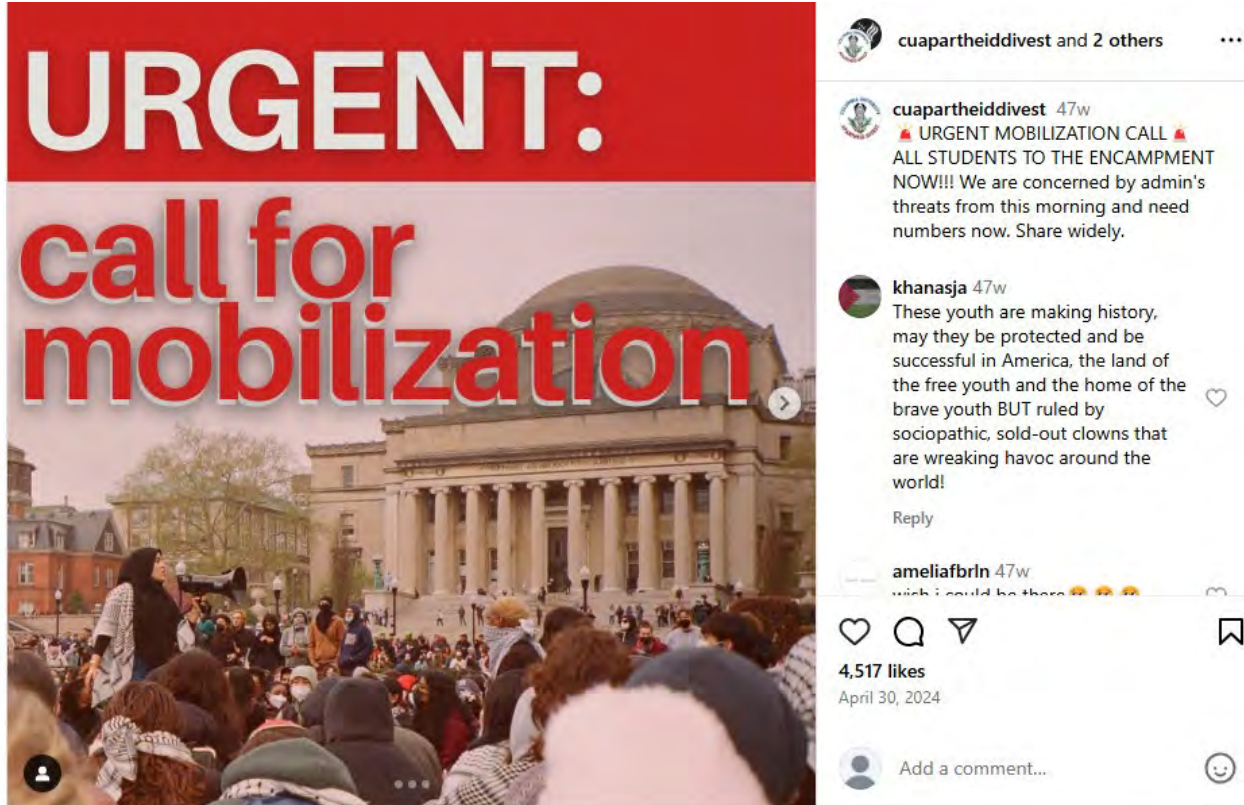 URGENT:
call for
mobilization
cuapartheiddivest and 2 others
cuapartheiddivest 47w
🚨 URGENT MOBILIZATION CALL 🚨
ALL STUDENTS TO THE ENCAMPMENT
NOW!!! We are concerned by admin's
threats from this morning and need
numbers now. Share widely.
khanasja 47w
These youth are making history,
may they be protected and be
successful in America, the land of
the free youth and the home of the
brave youth BUT ruled by
sociopathic, sold-out clowns that
are wreaking havoc around the
world!
Reply
ameliafbrln 47w
wish i could be there
4,517 likes
April 30, 2024
Add a comment...